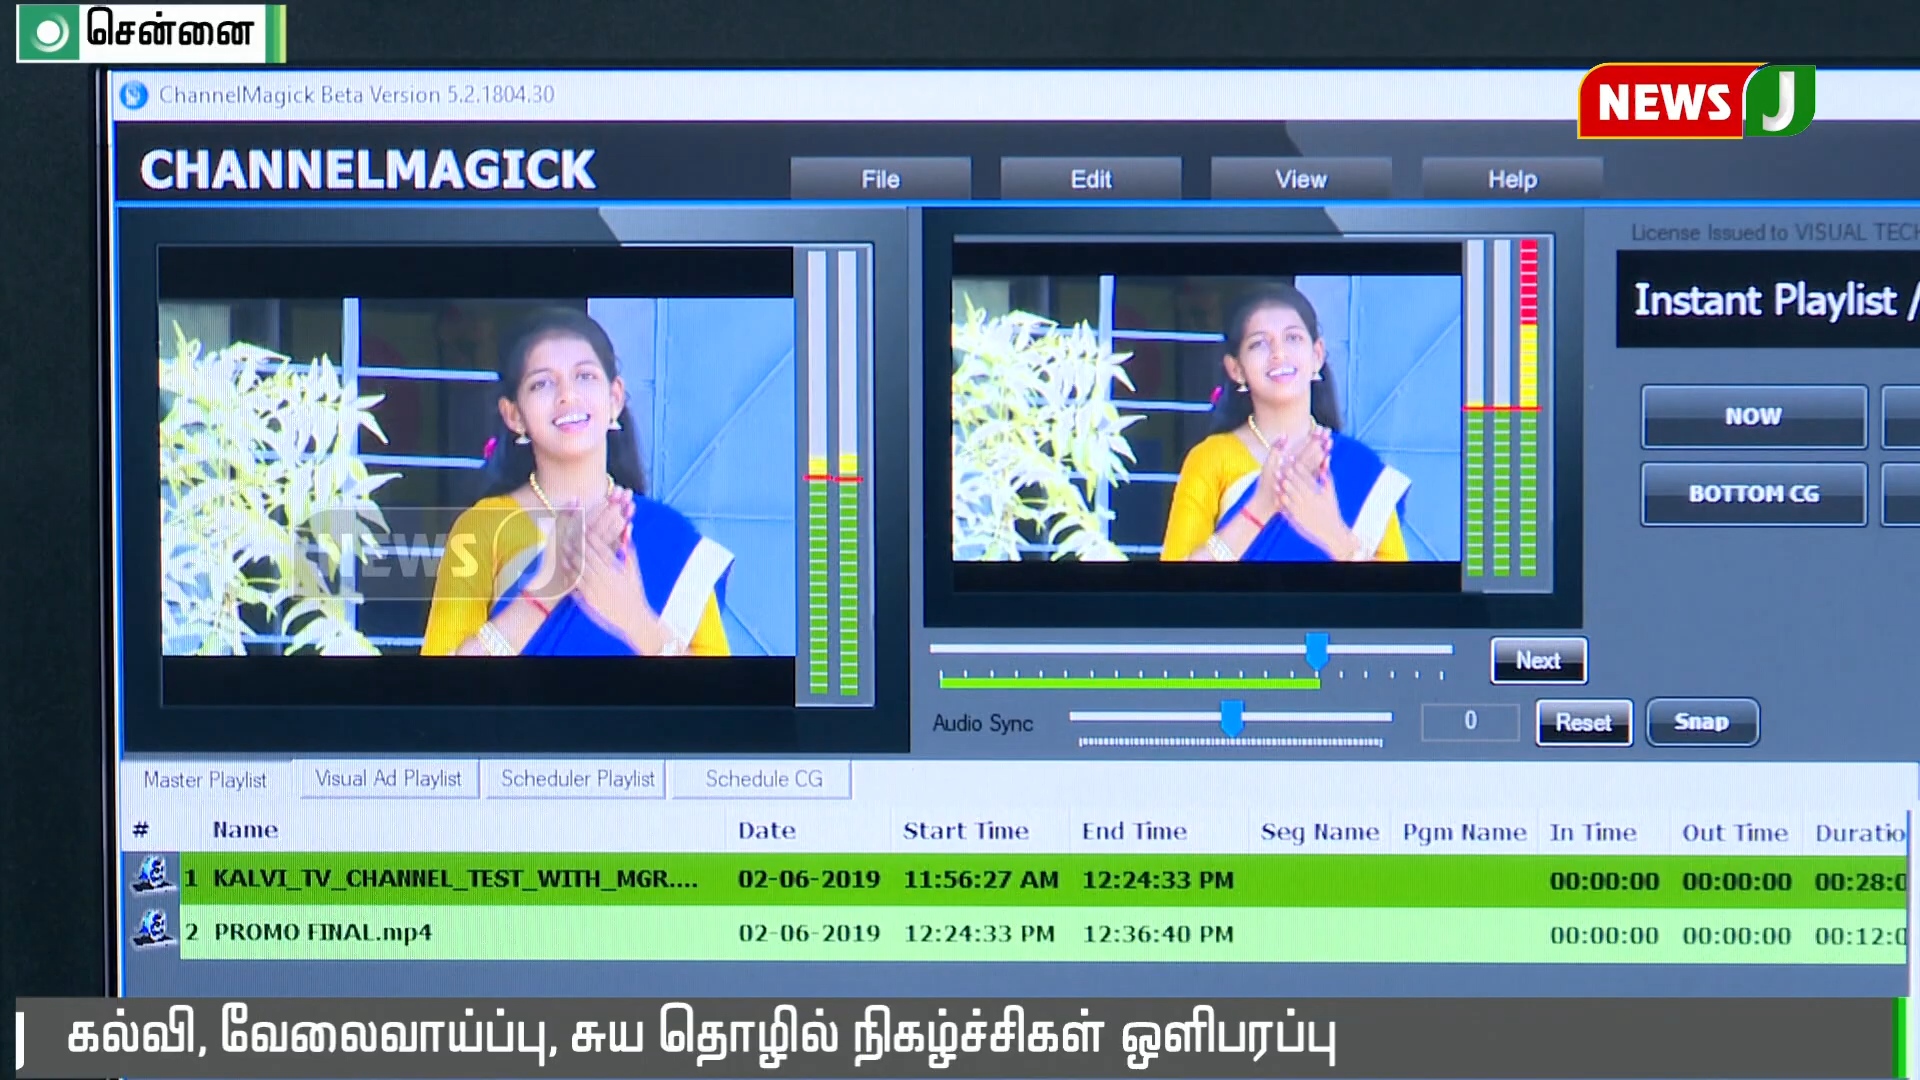 சென்னை
ChannelMagick Beta Version 5.2.1804.30
NEWS J
CHANNELMAGICK
File Edit View Help
License Issued to VISUAL TECH
Instant Playlist /
NOW
BOTTOM CG
NEWS J
Next
Audio Sync 0 Reset Snap
Master Playlist Visual Ad Playlist Scheduler Playlist Schedule CG
# Name Date Start Time End Time Seg Name Pgm Name In Time Out Time Duratio
1 KALVI_TV_CHANNEL_TEST_WITH_MGR.... 02-06-2019 11:56:27 AM 12:24:33 PM 00:00:00 00:00:00 00:28:0
2 PROMO FINAL.mp4 02-06-2019 12:24:33 PM 12:36:40 PM 00:00:00 00:00:00 00:12:0
கல்வி, வேலைவாய்ப்பு, சுய தொழில் நிகழ்ச்சிகள் ஒளிபரப்பு